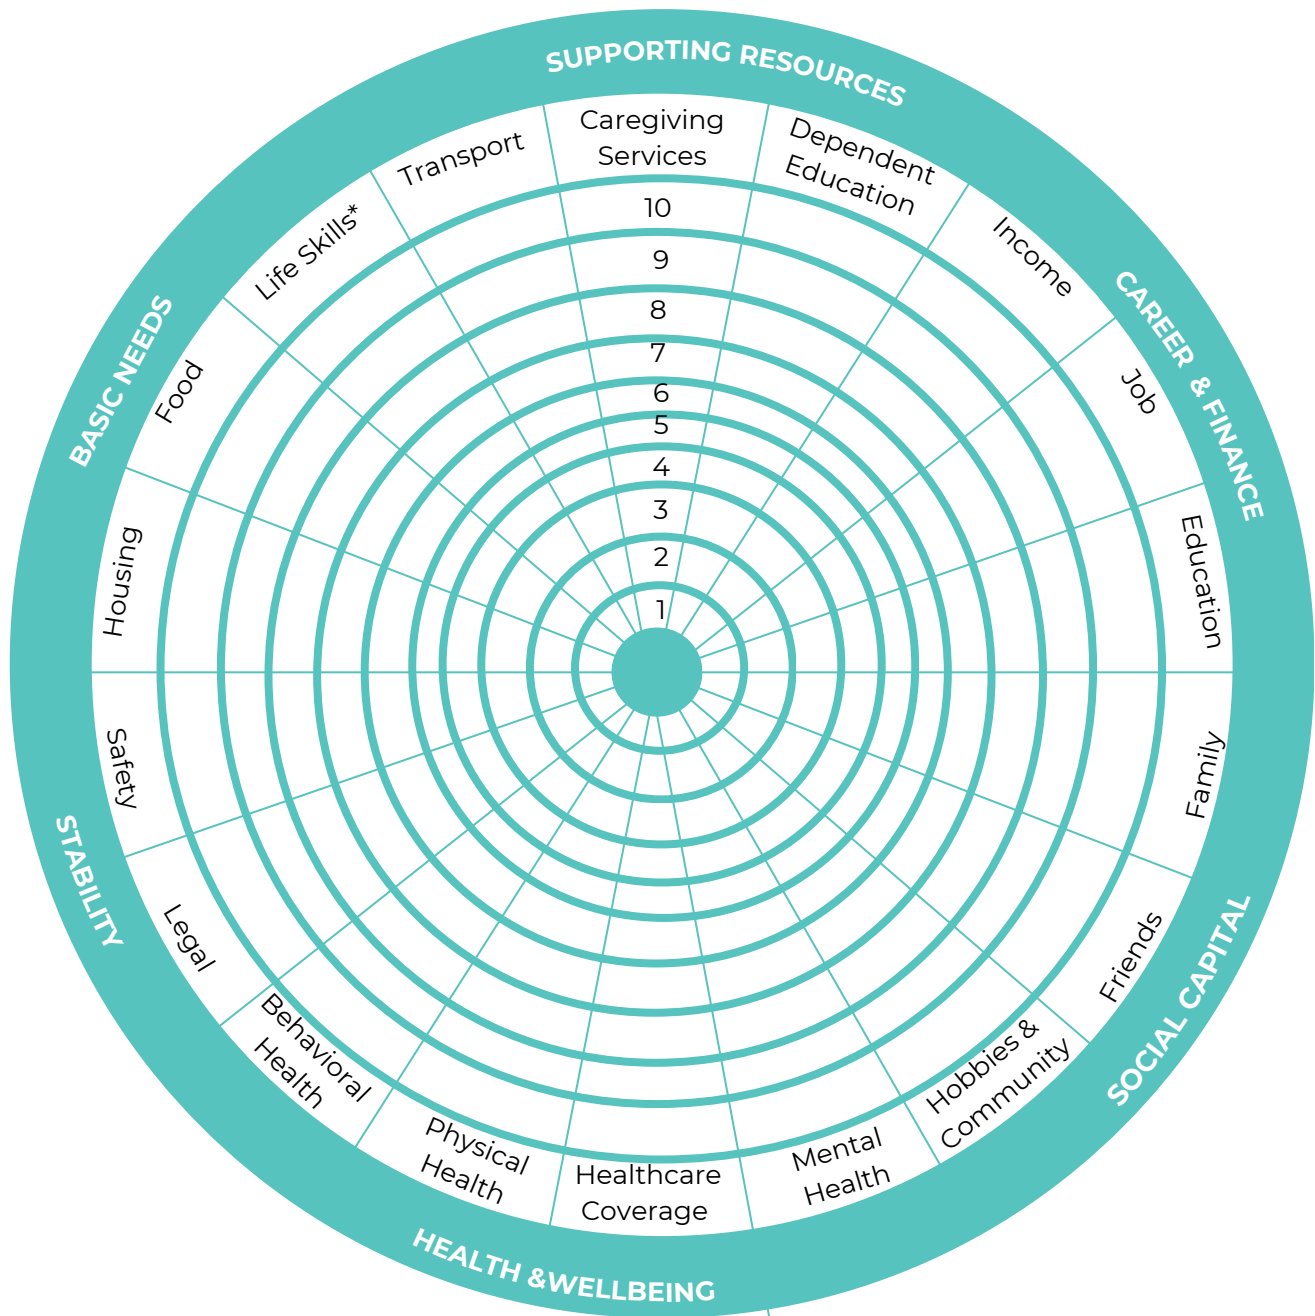 SUPPORTING RESOURCES
Caregiving
Services
Dependent
Education
Income
CAREER & FINANCE
Job
Education
Family
Friends
SOCIAL CAPITAL
Hobbies &
Community
Mental
Health
Healthcare
Coverage
HEALTH &WELLBEING
Physical
Health
Behavioral
Health
Legal
STABILITY
Safety
Housing
BASIC NEEDS
Food
Life Skills*
Transport
10
9
8
7
6
5
4
3
2
1